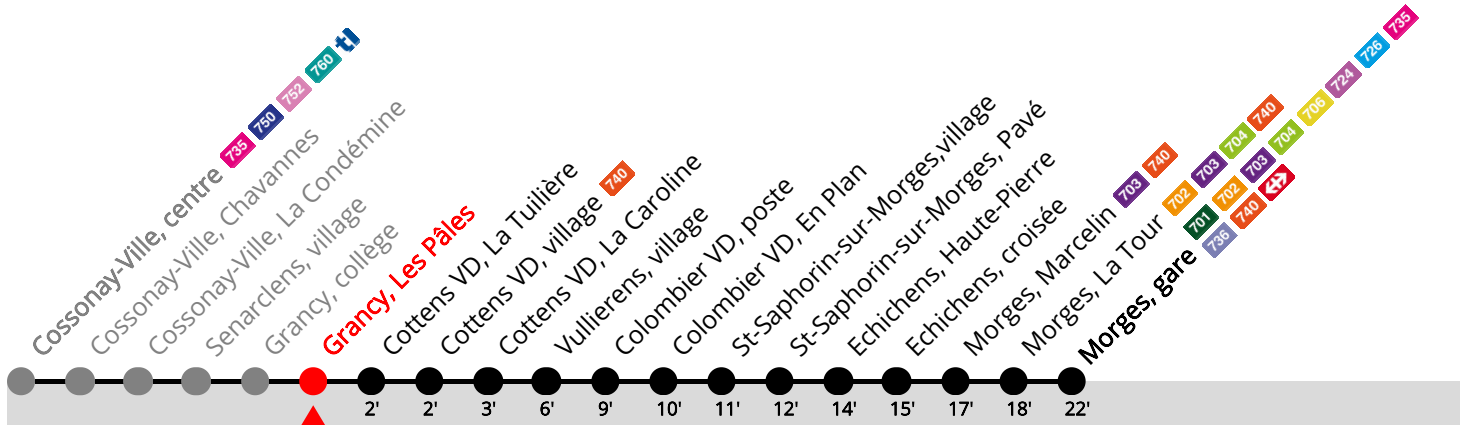 Cossonay-Ville, centre 735 750 752 760 tl
Cossonay-Ville, Chavannes
Cossonay-Ville, La Condémine
Senarclens, village
Grancy, collège
Grancy, Les Pâles
Cottens VD, La Tuilière
Cottens VD, village 740
Cottens VD, La Caroline
Vullierens, village
Colombier VD, poste
Colombier VD, En Plan
St-Saphorin-sur-Morges,village
St-Saphorin-sur-Morges, Pavé
Echichens, Haute-Pierre
Echichens, croisée
Morges, Marcelin 703 740
Morges, La Tour 702 703 704 740
Morges, gare 701 702 703 704 706 724 726 735
736 740
2' 2' 3' 6' 9' 10' 11' 12' 14' 15' 17' 18' 22'